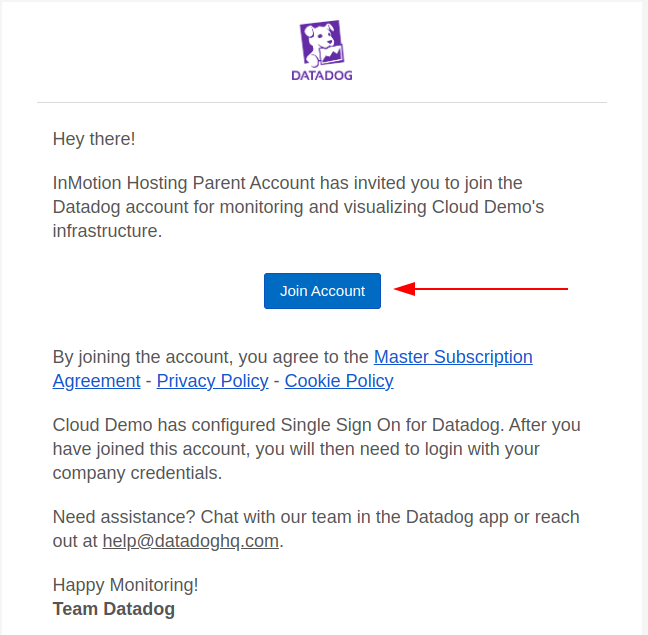 DATADOG
Hey there!
InMotion Hosting Parent Account has invited you to join the
Datadog account for monitoring and visualizing Cloud Demo's
infrastructure.
Join Account
By joining the account, you agree to the Master Subscription
Agreement - Privacy Policy - Cookie Policy
Cloud Demo has configured Single Sign On for Datadog. After you
have joined this account, you will then need to login with your
company credentials.
Need assistance? Chat with our team in the Datadog app or reach
out at help@datadoghq.com.
Happy Monitoring!
Team Datadog